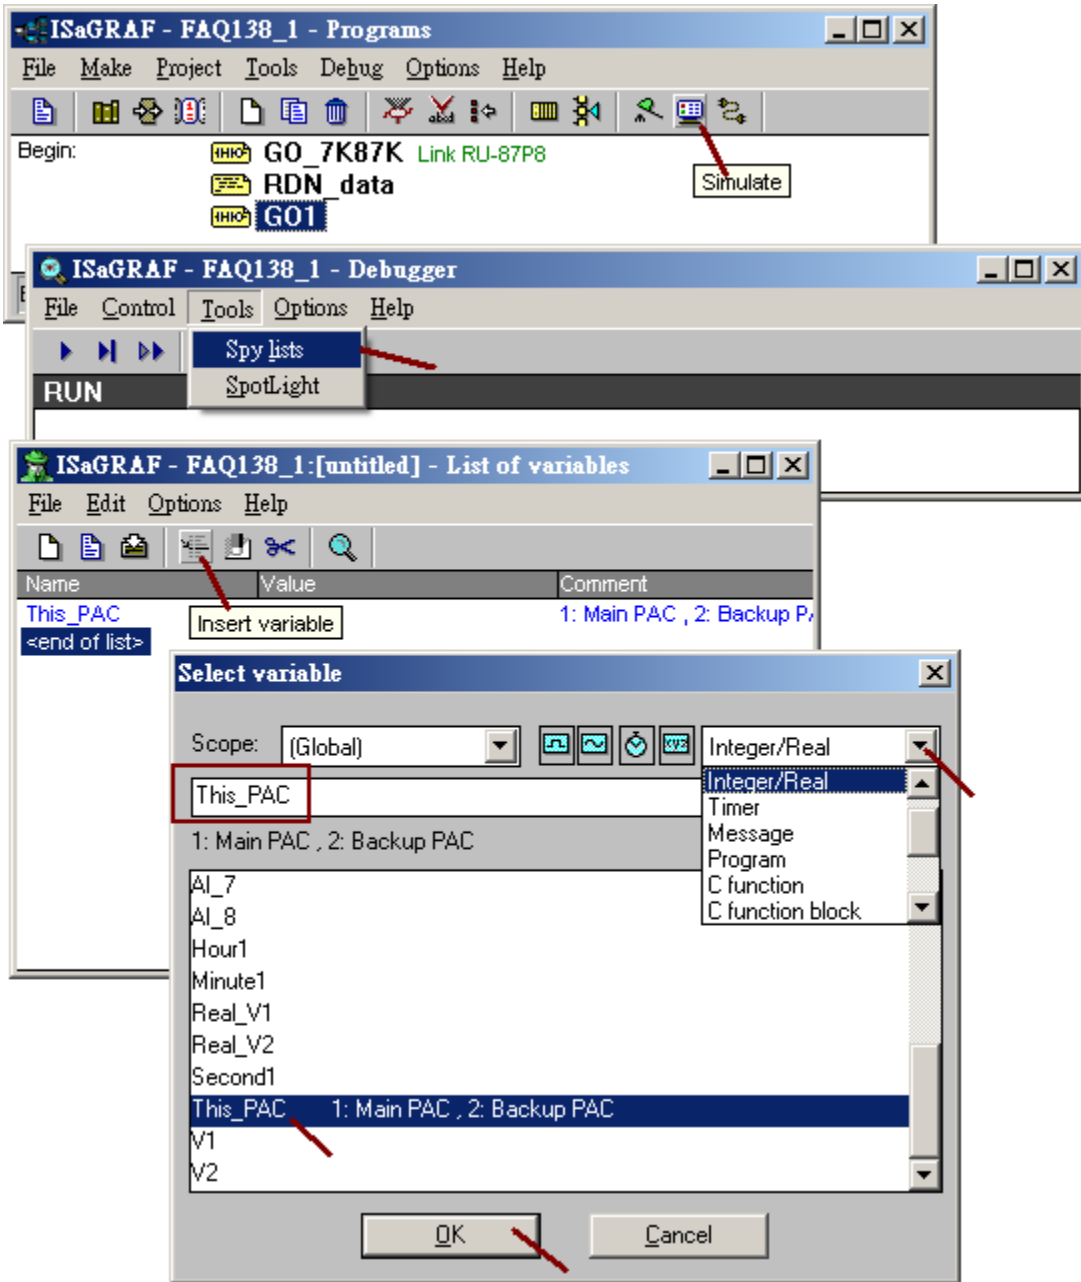 ISaGRAF - FAQ138_1 - Programs
File Make Project Tools Debug Options Help
Begin: GO_7K87K Link RU-87P8
RDN_data
GO1
Simulate
ISaGRAF - FAQ138_1 - Debugger
File Control Tools Options Help
Spy lists
SpotLight
RUN
ISaGRAF - FAQ138_1:[untitled] - List of variables
File Edit Options Help
Name Value Comment
This_PAC 1: Main PAC , 2: Backup PA
<end of list>
Insert variable
Select variable
Scope: (Global) Integer/Real
This_PAC
1: Main PAC , 2: Backup PAC
Integer/Real
Timer
Message
Program
C function
C function block
AI_7
AI_8
Hour1
Minute1
Real_V1
Real_V2
Second1
This_PAC 1: Main PAC , 2: Backup PAC
V1
V2
OK Cancel